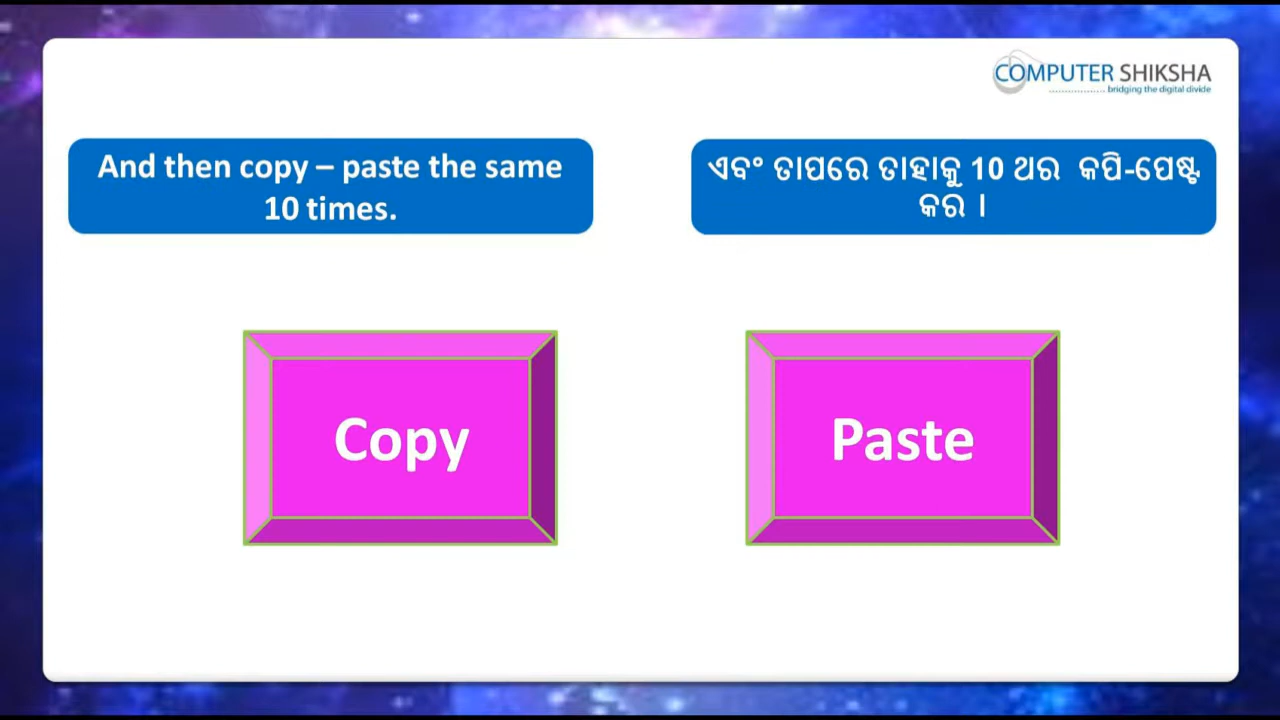 COMPUTER SHIKSHA
bridging the digital divide
And then copy – paste the same
10 times.
ଏବଂ ତାପରେ ତାହାକୁ 10 ଥର  କପି-ପେଷ୍ଟ
କର ।
Copy
Paste